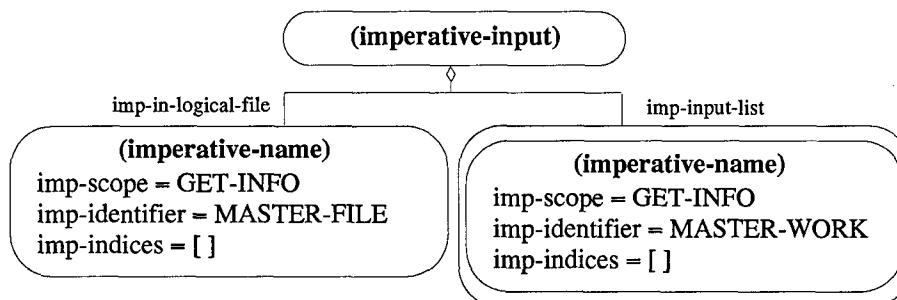 (imperative-input)
imp-in-logical-file
imp-input-list
(imperative-name)
imp-scope = GET-INFO
imp-identifier = MASTER-FILE
imp-indices = [ ]
(imperative-name)
imp-scope = GET-INFO
imp-identifier = MASTER-WORK
imp-indices = [ ]